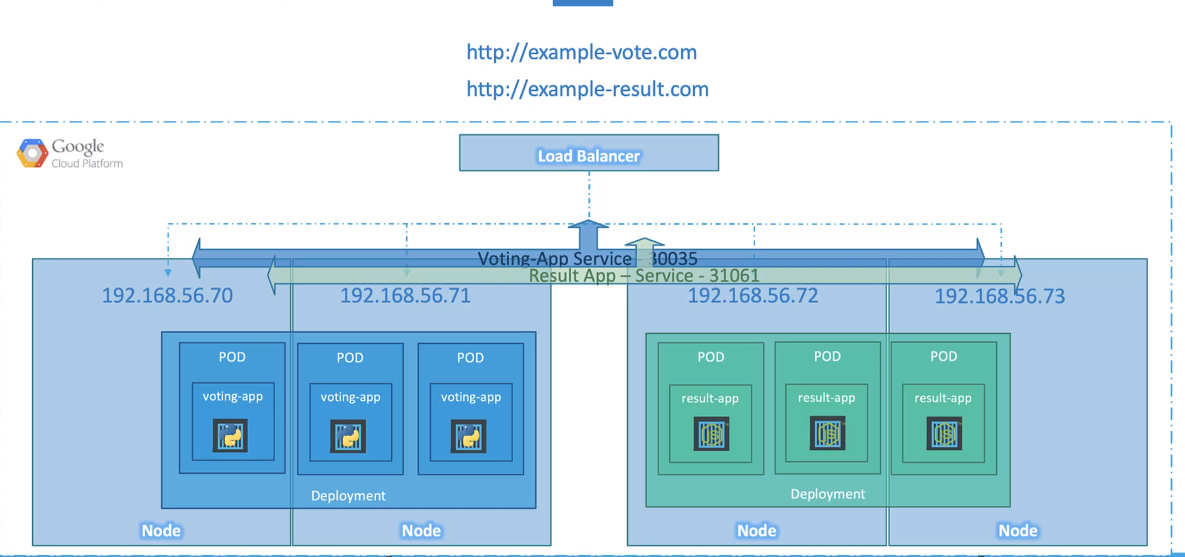 http://example-vote.com
http://example-result.com
Google
Cloud Platform
Load Balancer
Voting-App Service - 30035
Result App – Service - 31061
192.168.56.70
192.168.56.71
192.168.56.72
192.168.56.73
POD
POD
POD
POD
POD
POD
voting-app
voting-app
voting-app
result-app
result-app
result-app
Deployment
Deployment
Node
Node
Node
Node